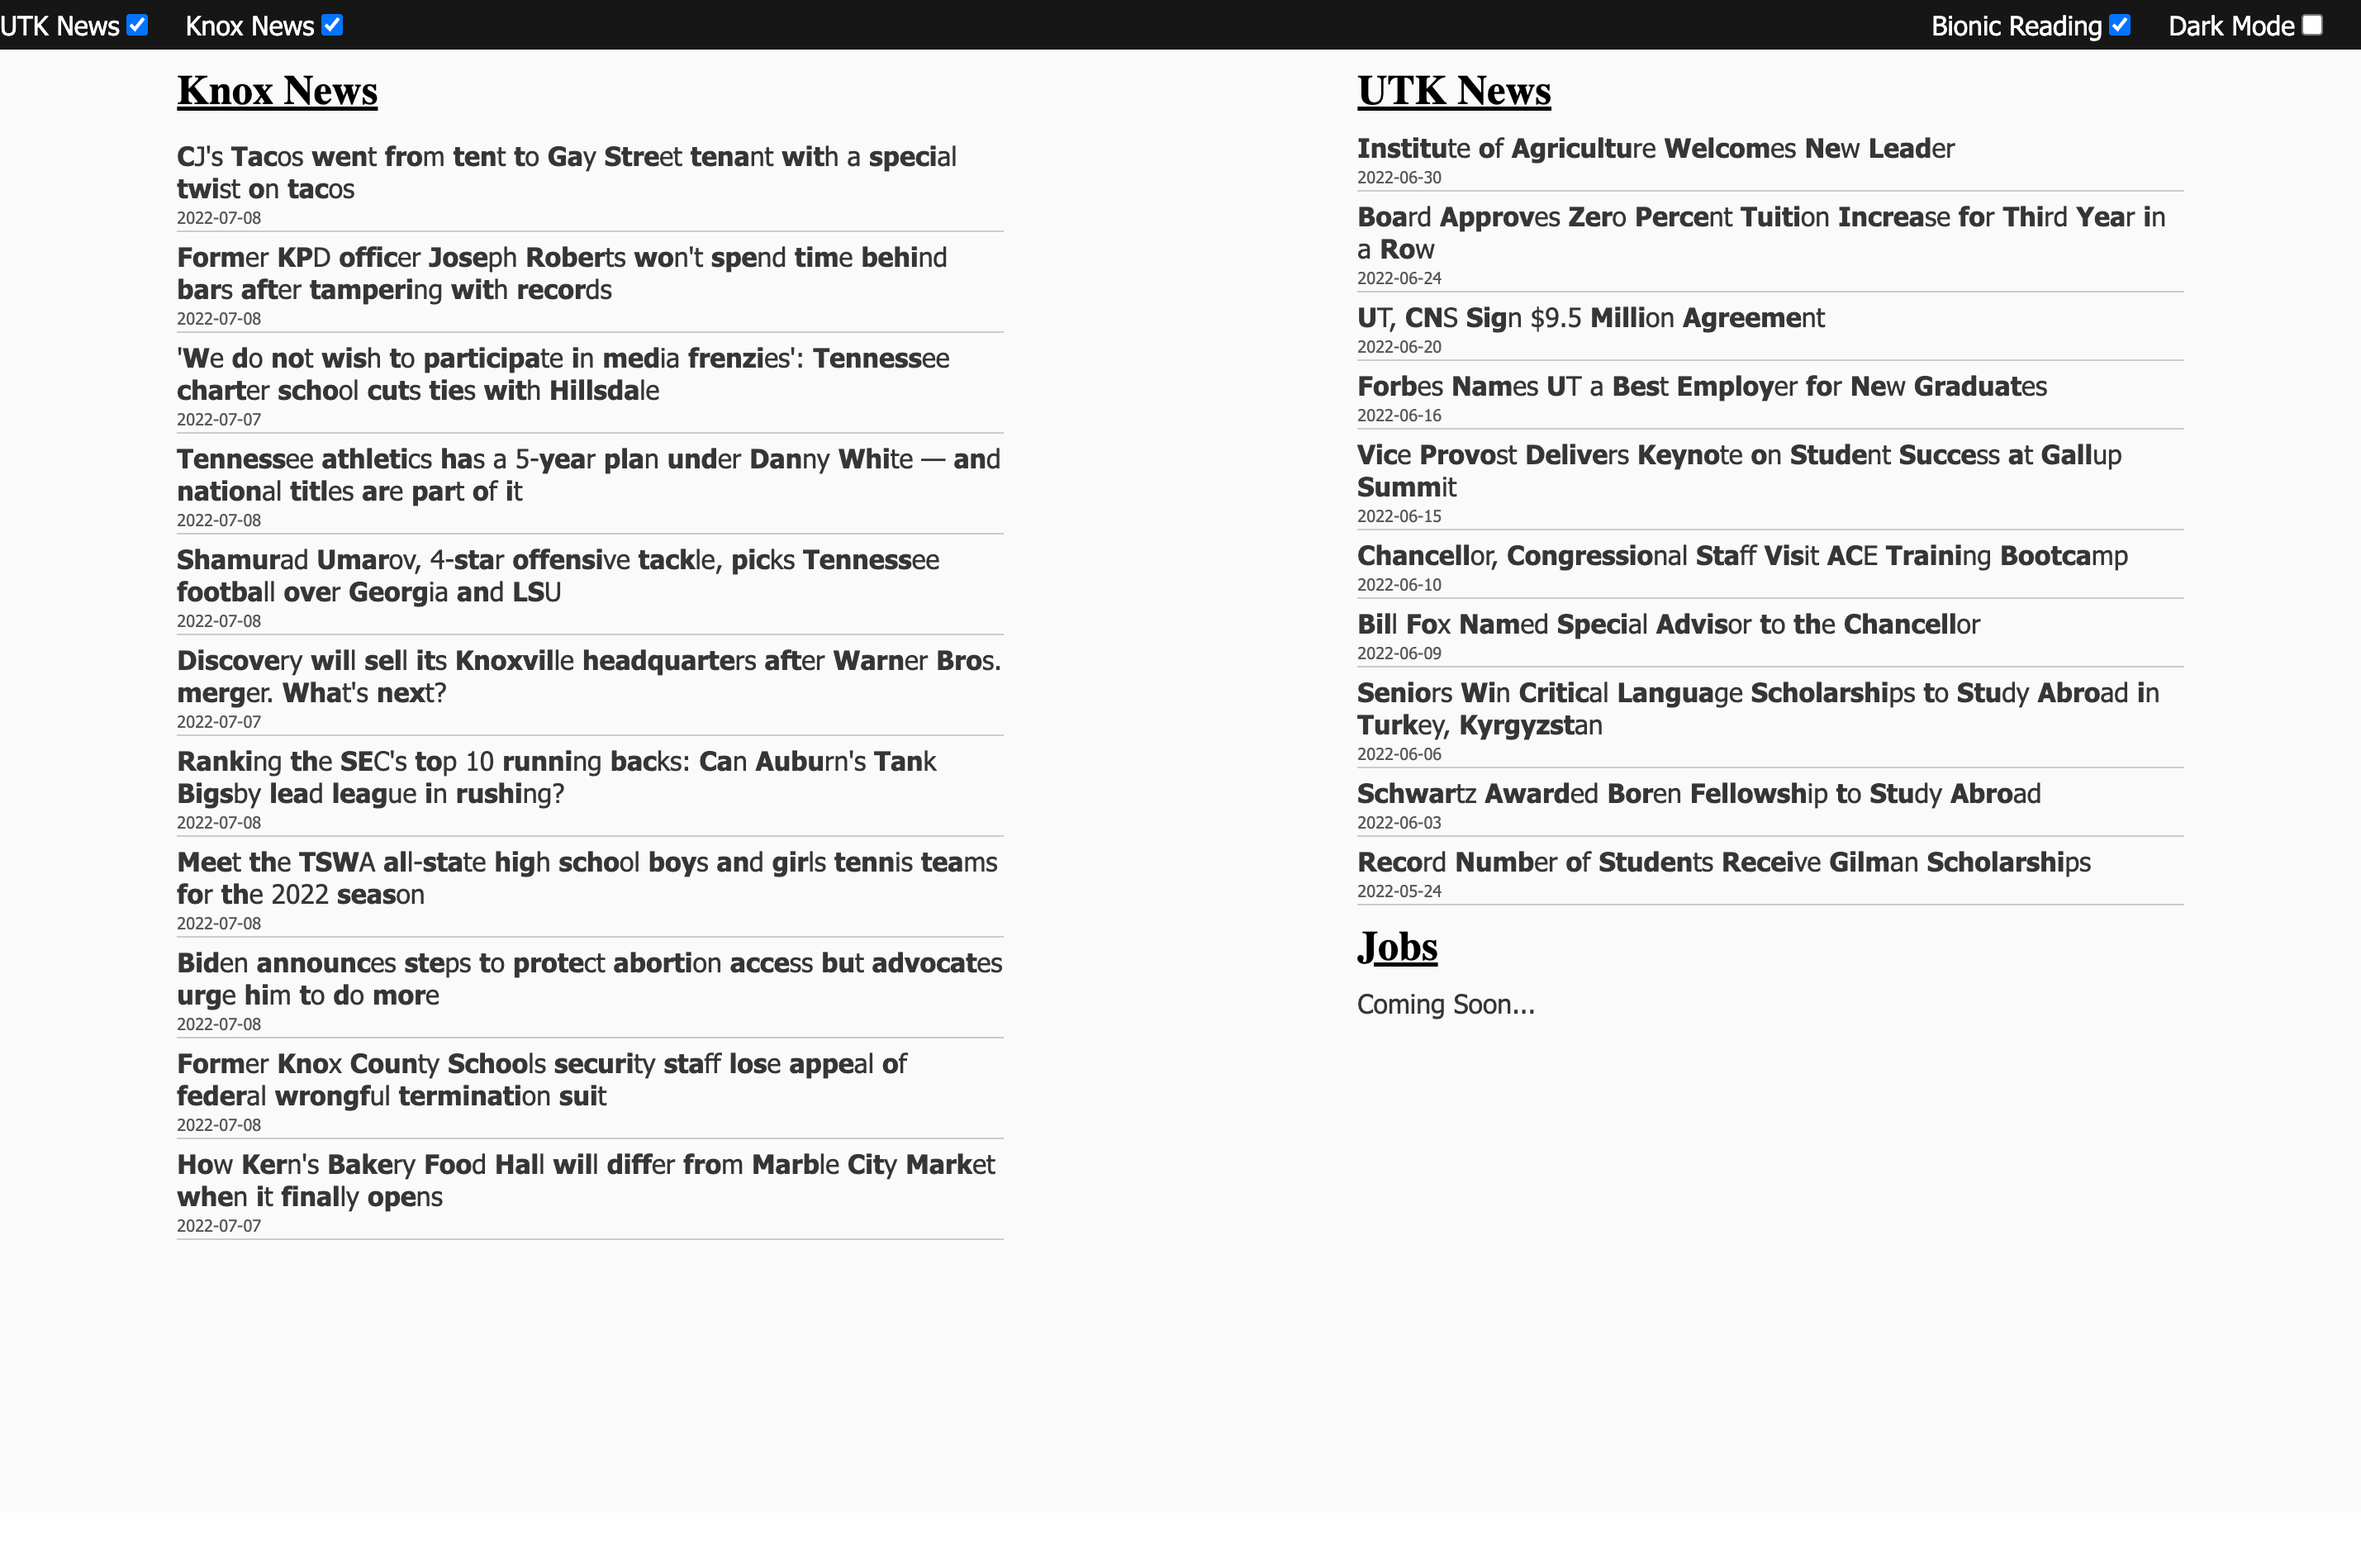 UTK News Knox News Bionic Reading Dark Mode
Knox News
CJ's Tacos went from tent to Gay Street tenant with a special
twist on tacos
2022-07-08
Former KPD officer Joseph Roberts won't spend time behind
bars after tampering with records
2022-07-08
'We do not wish to participate in media frenzies': Tennessee
charter school cuts ties with Hillsdale
2022-07-07
Tennessee athletics has a 5-year plan under Danny White — and
national titles are part of it
2022-07-08
Shamurad Umarov, 4-star offensive tackle, picks Tennessee
football over Georgia and LSU
2022-07-08
Discovery will sell its Knoxville headquarters after Warner Bros.
merger. What's next?
2022-07-07
Ranking the SEC's top 10 running backs: Can Auburn's Tank
Bigsby lead league in rushing?
2022-07-08
Meet the TSWA all-state high school boys and girls tennis teams
for the 2022 season
2022-07-08
Biden announces steps to protect abortion access but advocates
urge him to do more
2022-07-08
Former Knox County Schools security staff lose appeal of
federal wrongful termination suit
2022-07-08
How Kern's Bakery Food Hall will differ from Marble City Market
when it finally opens
2022-07-07
UTK News
Institute of Agriculture Welcomes New Leader
2022-06-30
Board Approves Zero Percent Tuition Increase for Third Year in
a Row
2022-06-24
UT, CNS Sign $9.5 Million Agreement
2022-06-20
Forbes Names UT a Best Employer for New Graduates
2022-06-16
Vice Provost Delivers Keynote on Student Success at Gallup
Summit
2022-06-15
Chancellor, Congressional Staff Visit ACE Training Bootcamp
2022-06-10
Bill Fox Named Special Advisor to the Chancellor
2022-06-09
Seniors Win Critical Language Scholarships to Study Abroad in
Turkey, Kyrgyzstan
2022-06-06
Schwartz Awarded Boren Fellowship to Study Abroad
2022-06-03
Record Number of Students Receive Gilman Scholarships
2022-05-24
Jobs
Coming Soon...